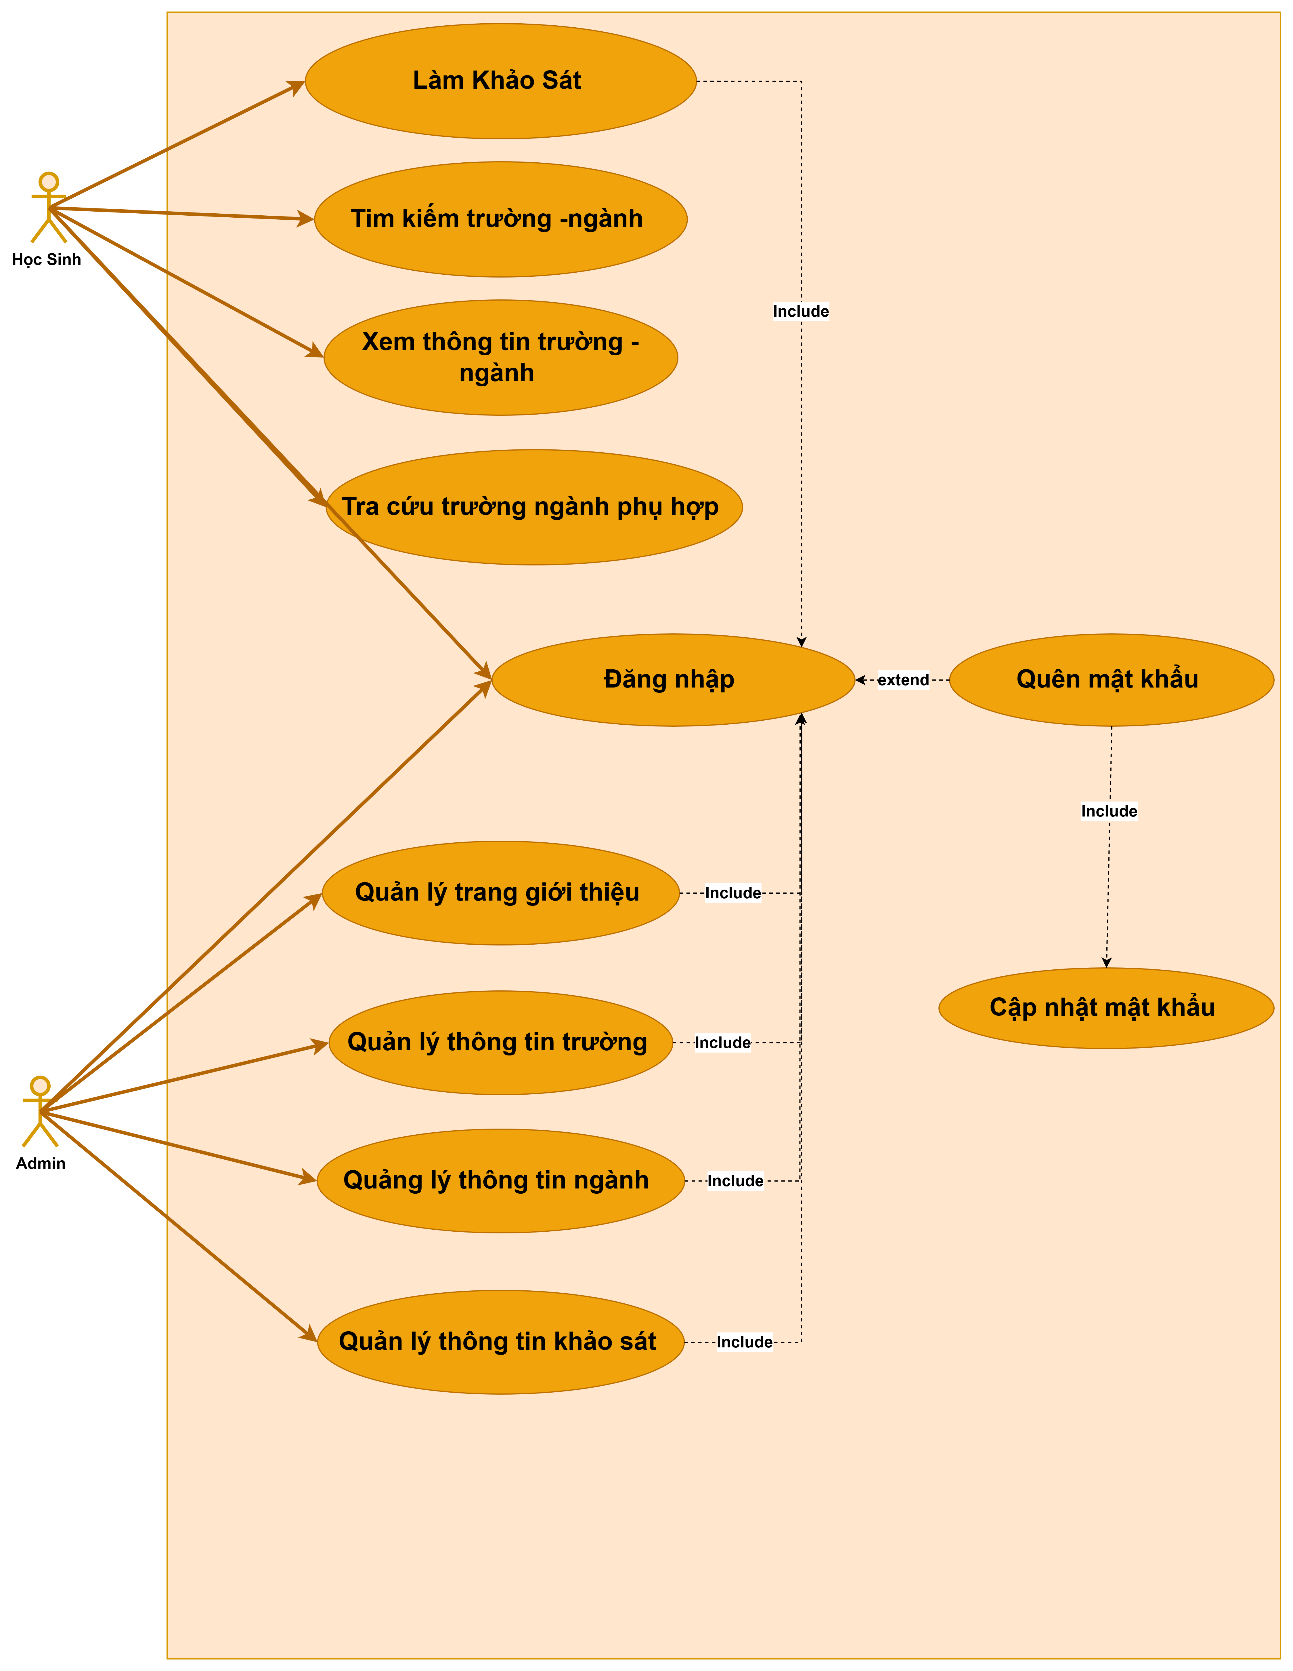 Làm Khảo Sát
Tim kiếm trường -ngành
Học Sinh
Include
Xem thông tin trường -
ngành
Tra cứu trường ngành phụ hợp
Đăng nhập
extend
Quên mật khẩu
Include
Quản lý trang giới thiệu
Include
Cập nhật mật khẩu
Quản lý thông tin trường
Include
Admin
Quảng lý thông tin ngành
Include
Quản lý thông tin khảo sát
Include